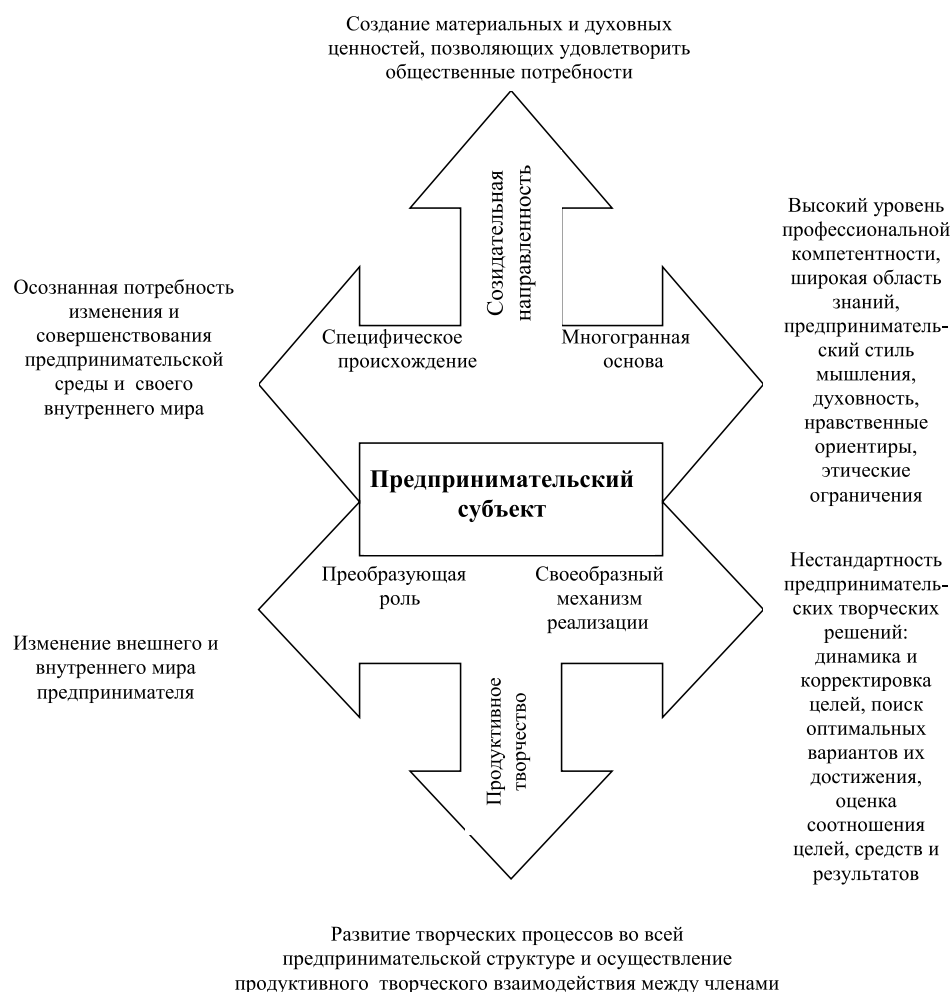 Создание материальных и духовных
ценностей, позволяющих удовлетворить
общественные потребности
Созидательная
направленность
Осознанная потребность
изменения и
совершенствования
предпринимательской
среды и своего
внутреннего мира
Специфическое
происхождение
Многогранная
основа
Высокий уровень
профессиональной
компетентности,
широкая область
знаний,
предприниматель-
ский стиль
мышления,
духовность,
нравственные
ориентиры,
этические
ограничения
Предпринимательский
субъект
Преобразующая
роль
Своеобразный
механизм
реализации
Изменение внешнего и
внутреннего мира
предпринимателя
Нестандартность
предприниматель-
ских творческих
решений:
динамика и
корректировка
целей, поиск
оптимальных
вариантов их
достижения,
оценка
соотношения
целей, средств и
результатов
Продуктивное
творчество
Развитие творческих процессов во всей
предпринимательской структуре и осуществление
продуктивного творческого взаимодействия между членами